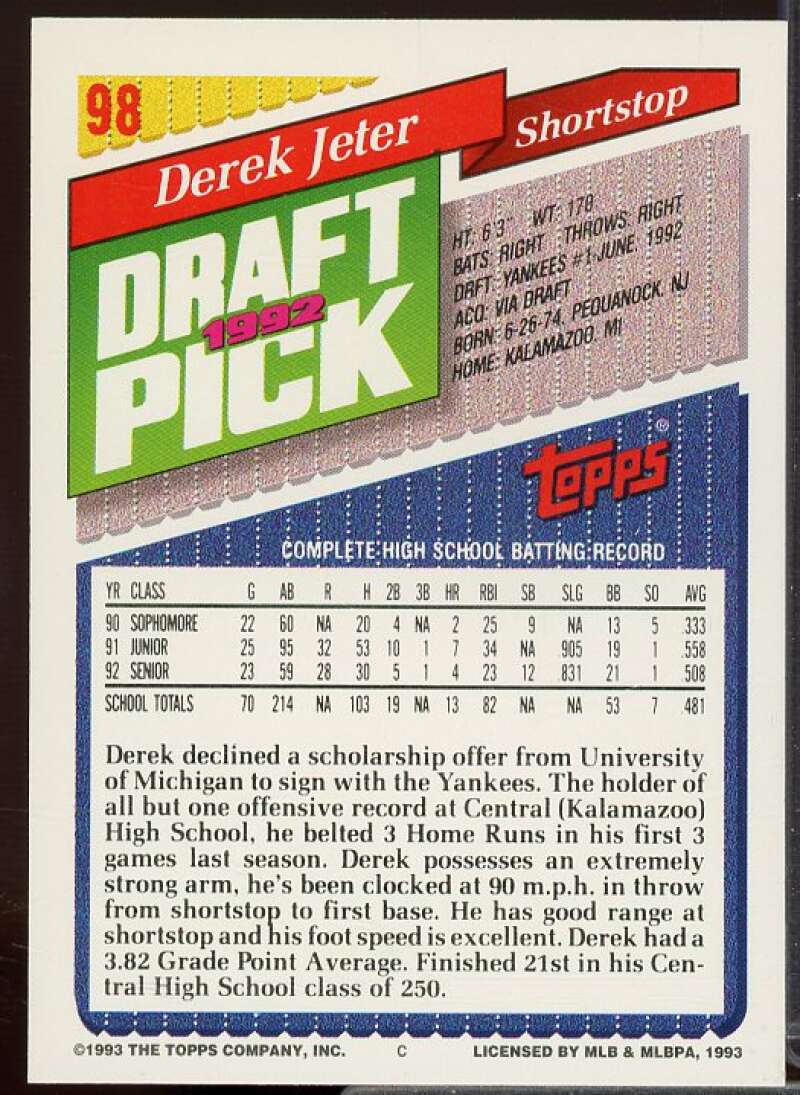 98
Derek Jeter
Shortstop
DRAFT
1992
PICK
HT: 6'3" WT: 178
BATS: RIGHT THROWS: RIGHT
DRFT: YANKEES #1-JUNE, 1992
ACQ: VIA DRAFT
BORN: 6-26-74, PEQUANOCK, NJ
HOME: KALAMAZOO, MI
TOPPS®
COMPLETE HIGH SCHOOL BATTING RECORD
YR CLASS G AB R H 2B 3B HR RBI SB SLG BB SO AVG
90 SOPHOMORE 22 60 NA 20 4 NA 2 25 9 NA 13 5 .333
91 JUNIOR 25 95 32 53 10 1 7 34 NA .905 19 1 .558
92 SENIOR 23 59 28 30 5 1 4 23 12 .831 21 1 .508
SCHOOL TOTALS 70 214 NA 103 19 NA 13 82 NA NA 53 7 .481
Derek declined a scholarship offer from University
of Michigan to sign with the Yankees. The holder of
all but one offensive record at Central (Kalamazoo)
High School, he belted 3 Home Runs in his first 3
games last season. Derek possesses an extremely
strong arm, he's been clocked at 90 m.p.h. in throw
from shortstop to first base. He has good range at
shortstop and his foot speed is excellent. Derek had a
3.82 Grade Point Average. Finished 21st in his Cen-
tral High School class of 250.
©1993 THE TOPPS COMPANY, INC. C LICENSED BY MLB & MLBPA, 1993